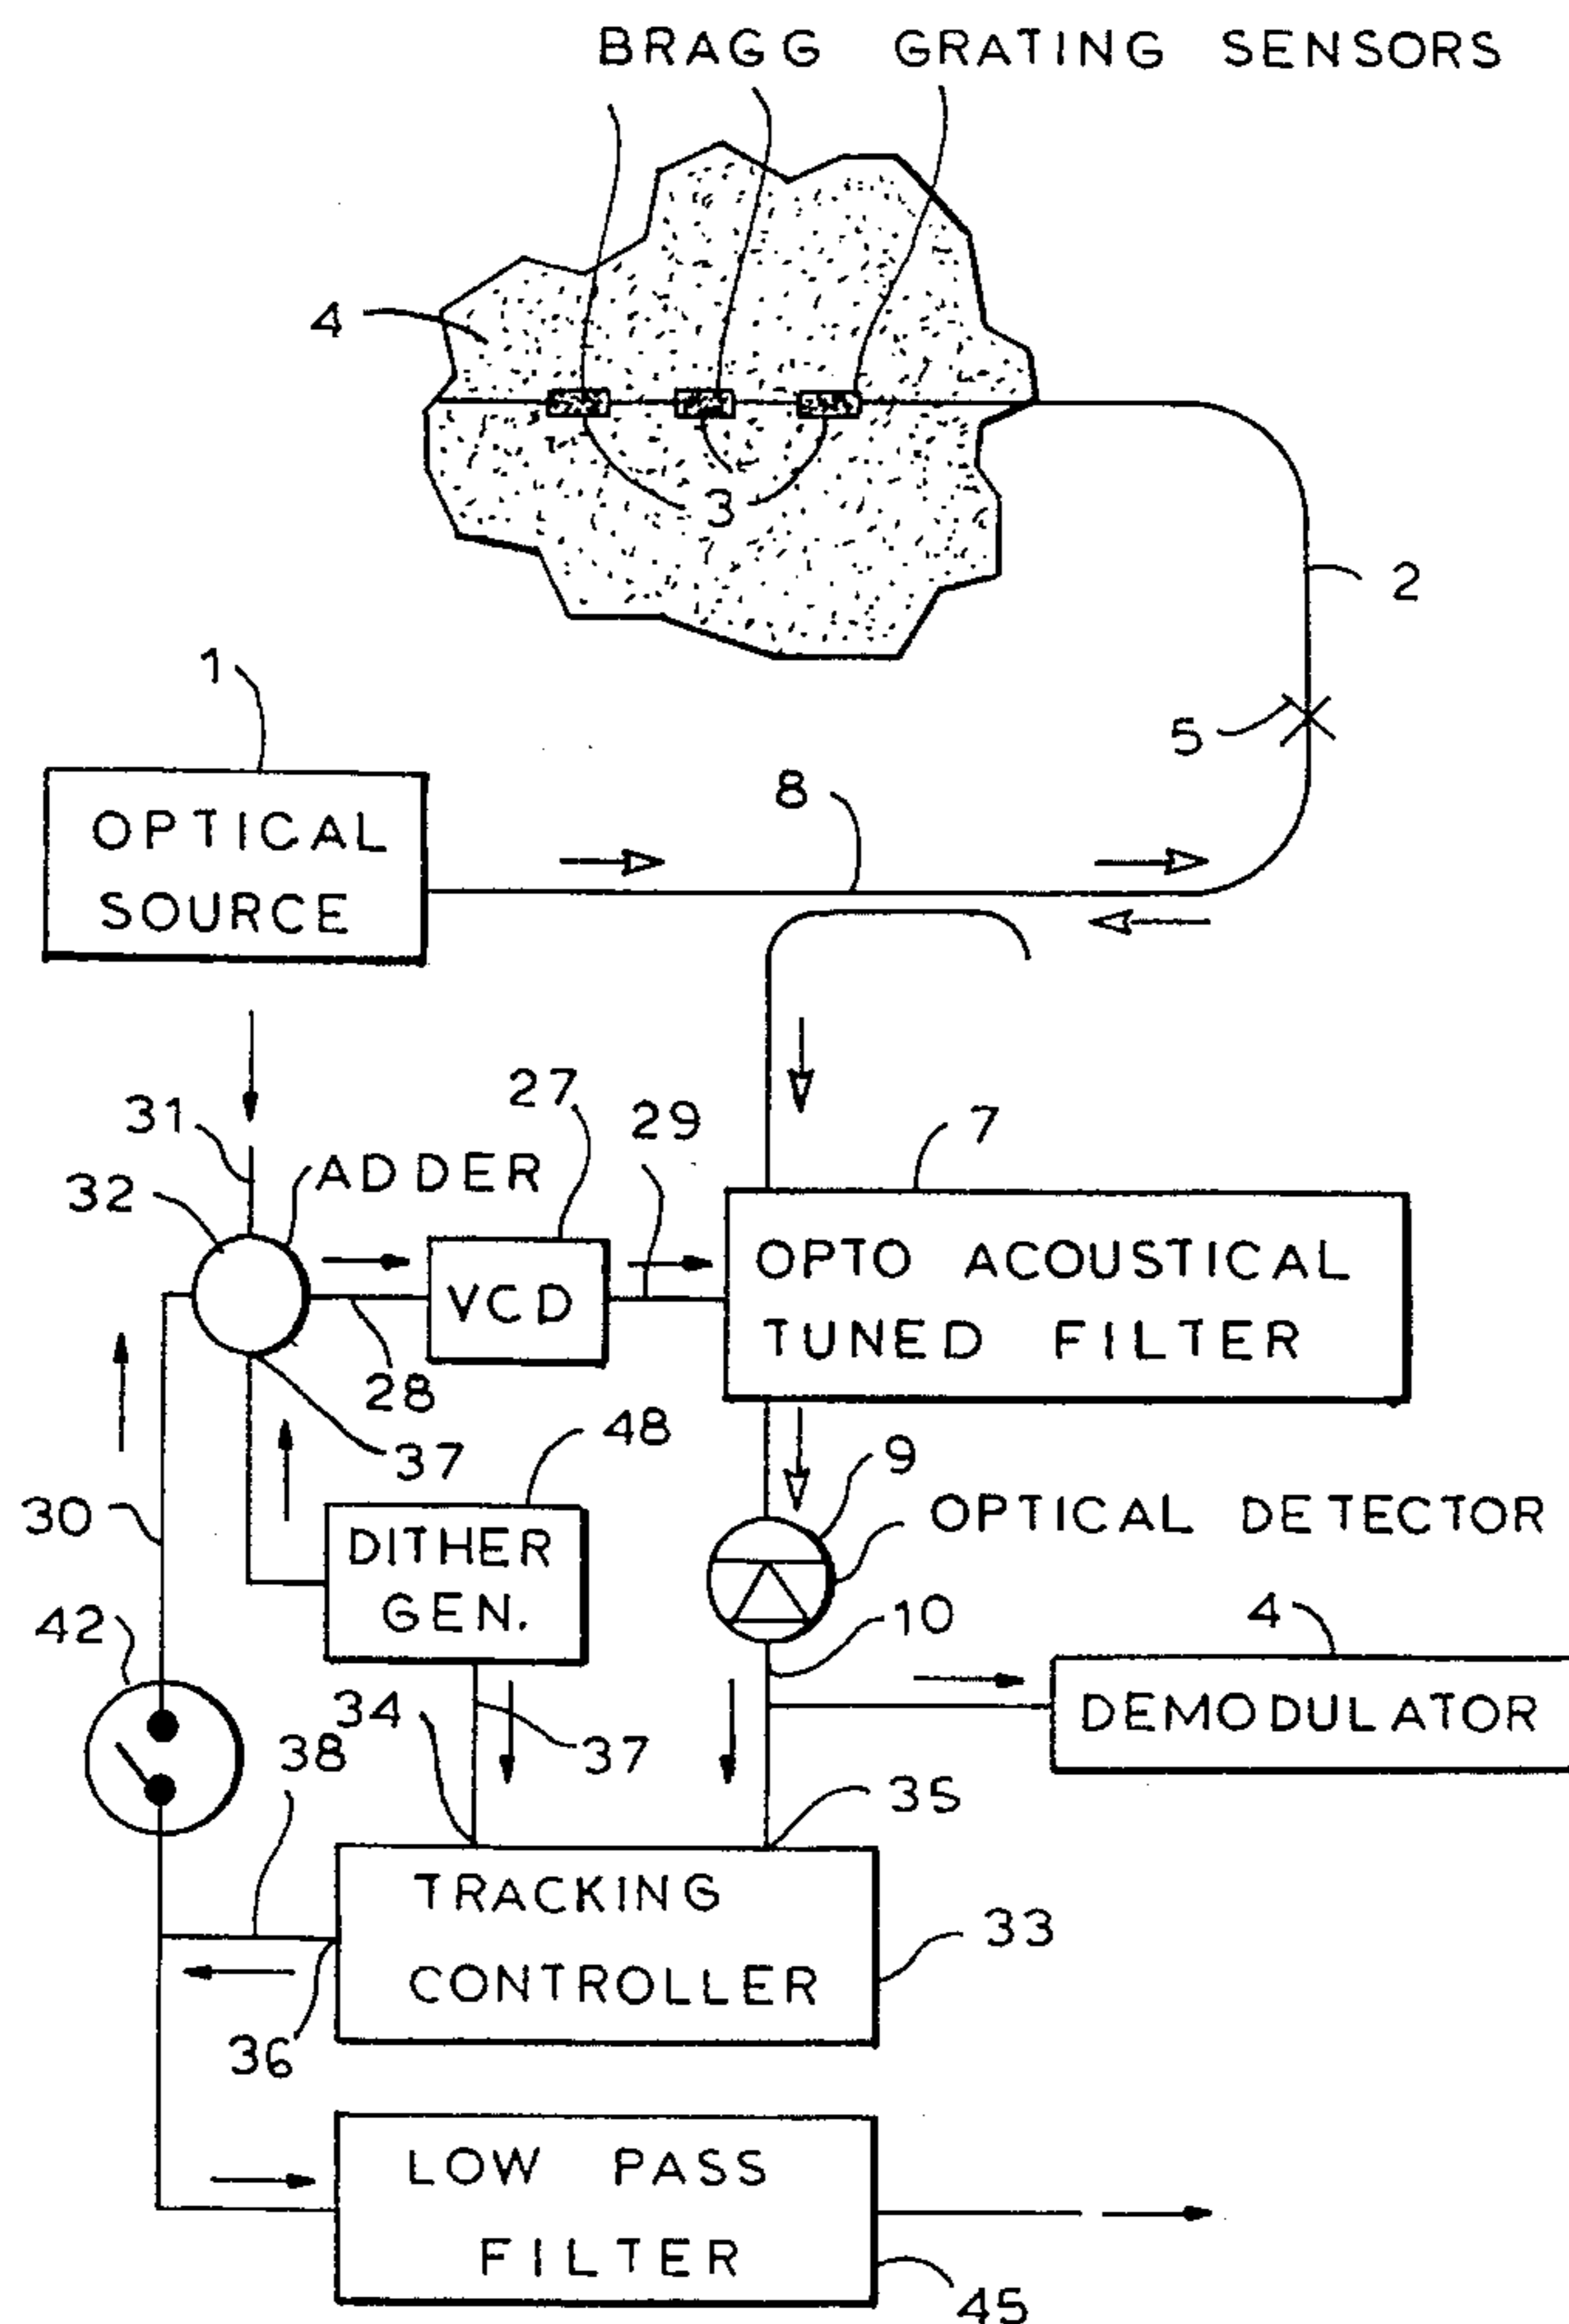 BRAGG GRATING SENSORS
4
3
2
1
5
8
OPTICAL
SOURCE
27
31
29
7
32
ADDER
OPTO ACOUSTICAL
TUNED FILTER
VCD
28
37
48
9
30
DITHER
GEN.
OPTICAL DETECTOR
42
10
4
34
DEMODULATOR
38
37
35
TRACKING
CONTROLLER
33
36
LOW PASS
FILTER
45